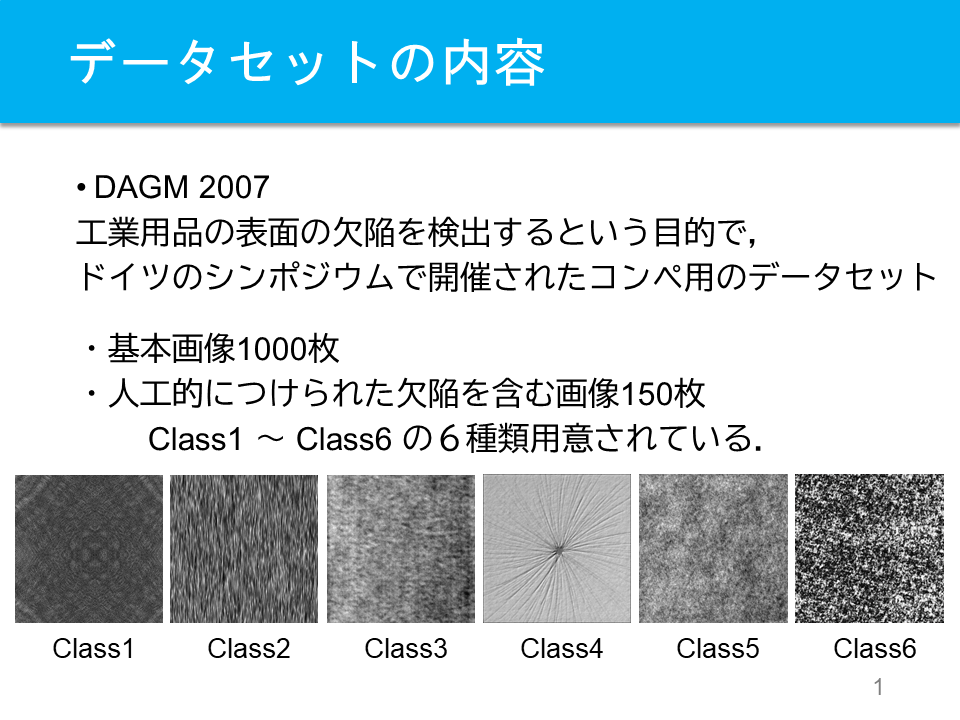 データセットの内容
• DAGM 2007
工業用品の表面の欠陥を検出するという目的で，
ドイツのシンポジウムで開催されたコンペ用のデータセット
・基本画像1000枚
・人工的につけられた欠陥を含む画像150枚
Class1 ～ Class6 の６種類用意されている．
Class1 Class2 Class3 Class4 Class5 Class6
1